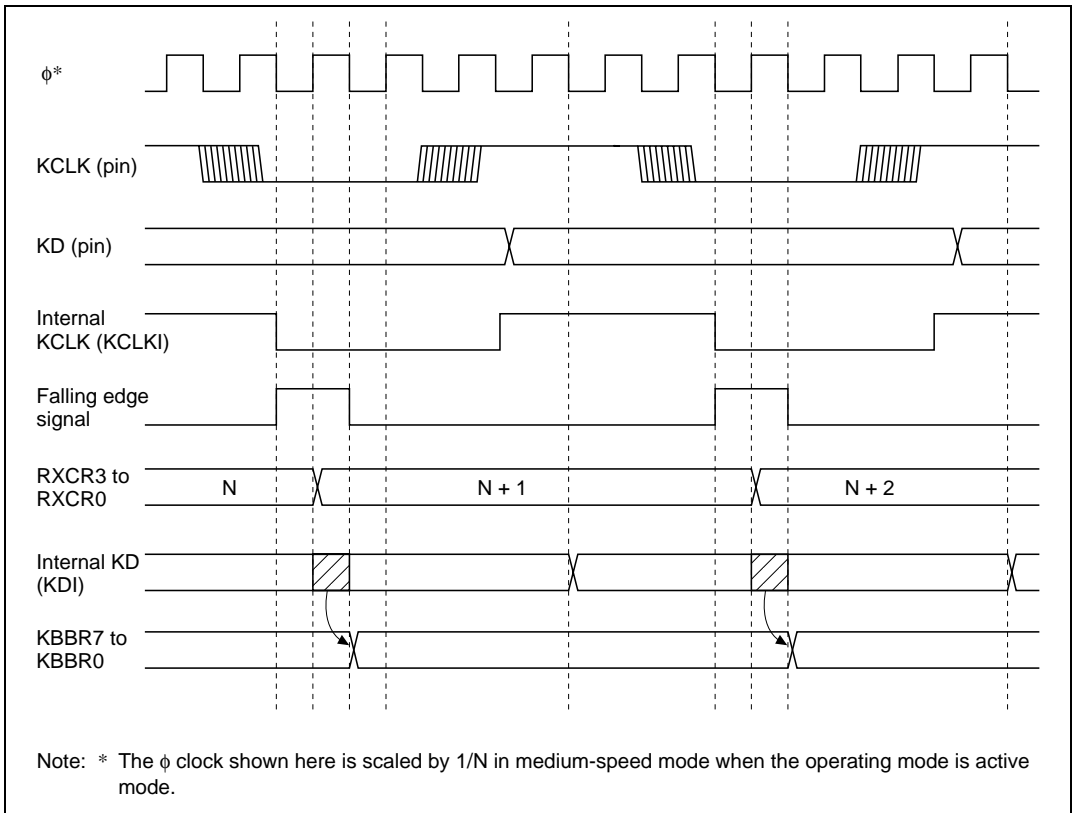 ϕ*
KCLK (pin)
KD (pin)
Internal
KCLK (KCLKI)
Falling edge
signal
RXCR3 to
RXCR0
N
N + 1
N + 2
Internal KD
(KDI)
KBBR7 to
KBBR0
Note: * The ϕ clock shown here is scaled by 1/N in medium-speed mode when the operating mode is active
mode.